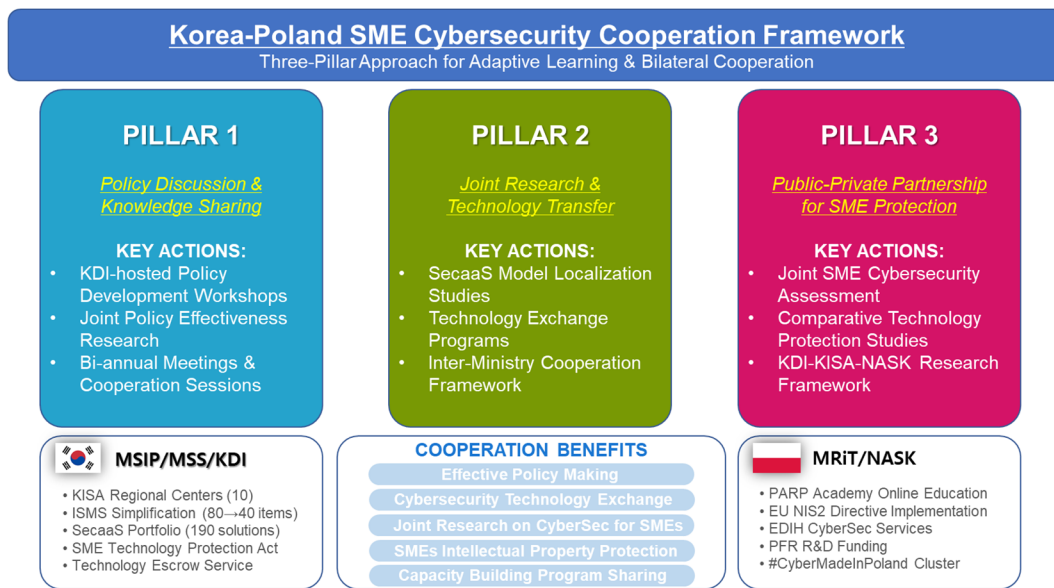 Korea-Poland SME Cybersecurity Cooperation Framework
Three-Pillar Approach for Adaptive Learning & Bilateral Cooperation
PILLAR 1
Policy Discussion &
Knowledge Sharing
KEY ACTIONS:
• KDI-hosted Policy
Development Workshops
• Joint Policy Effectiveness
Research
• Bi-annual Meetings &
Cooperation Sessions
PILLAR 2
Joint Research &
Technology Transfer
KEY ACTIONS:
• SecaaS Model Localization
Studies
• Technology Exchange
Programs
• Inter-Ministry Cooperation
Framework
PILLAR 3
Public-Private Partnership
for SME Protection
KEY ACTIONS:
• Joint SME Cybersecurity
Assessment
• Comparative Technology
Protection Studies
• KDI-KISA-NASK Research
Framework
MSIP/MSS/KDI
• KISA Regional Centers (10)
• ISMS Simplification (80→40 items)
• SecaaS Portfolio (190 solutions)
• SME Technology Protection Act
• Technology Escrow Service
COOPERATION BENEFITS
Effective Policy Making
Cybersecurity Technology Exchange
Joint Research on CyberSec for SMEs
SMEs Intellectual Property Protection
Capacity Building Program Sharing
MRiT/NASK
• PARP Academy Online Education
• EU NIS2 Directive Implementation
• EDIH CyberSec Services
• PFR R&D Funding
• #CyberMadeInPoland Cluster